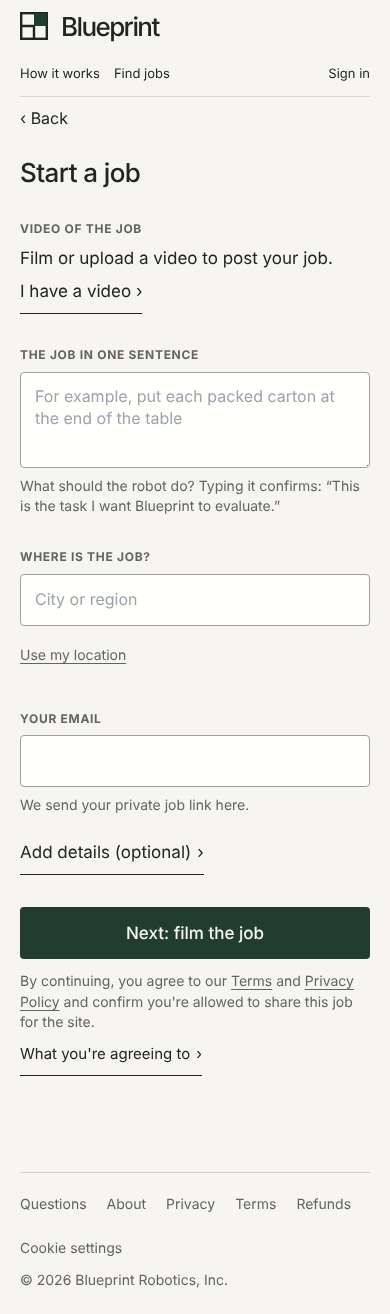 Blueprint
How it works Find jobs Sign in
‹ Back
Start a job
VIDEO OF THE JOB
Film or upload a video to post your job.
I have a video ›
THE JOB IN ONE SENTENCE
For example, put each packed carton at
the end of the table
What should the robot do? Typing it confirms: “This
is the task I want Blueprint to evaluate.”
WHERE IS THE JOB?
City or region
Use my location
YOUR EMAIL
We send your private job link here.
Add details (optional) ›
Next: film the job
By continuing, you agree to our Terms and Privacy
Policy and confirm you're allowed to share this job
for the site.
What you're agreeing to ›
Questions About Privacy Terms Refunds
Cookie settings
© 2026 Blueprint Robotics, Inc.